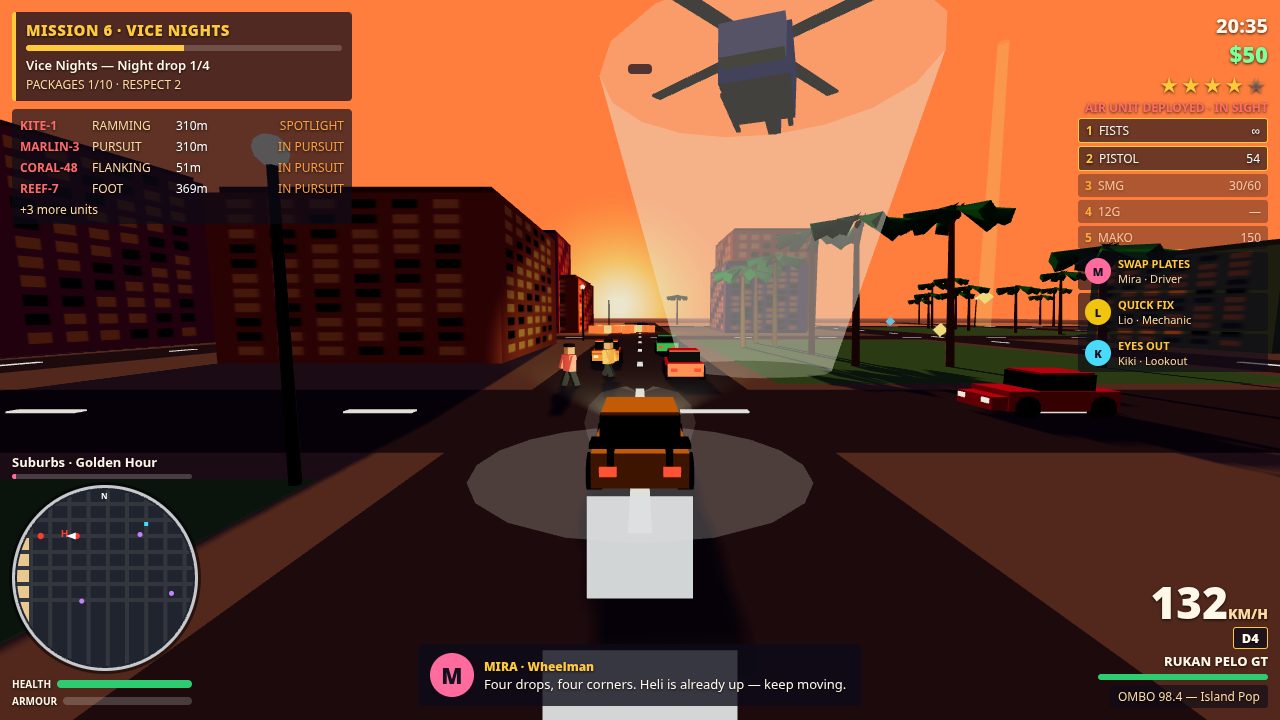 MISSION 6 · VICE NIGHTS
Vice Nights — Night drop 1/4
PACKAGES 1/10 · RESPECT 2
KITE-1 RAMMING 310m SPOTLIGHT
MARLIN-3 PURSUIT 310m IN PURSUIT
CORAL-48 FLANKING 51m IN PURSUIT
REEF-7 FOOT 369m IN PURSUIT
+3 more units
20:35
$50
★★★★★
AIR UNIT DEPLOYED · IN SIGHT
1 FISTS ∞
2 PISTOL 54
3 SMG 30/60
4 12G —
5 MAKO 150
M SWAP PLATES
Mira · Driver
L QUICK FIX
Lio · Mechanic
K EYES OUT
Kiki · Lookout
Suburbs · Golden Hour
N
H
HEALTH
ARMOUR
M MIRA · Wheelman
Four drops, four corners. Heli is already up — keep moving.
132 KM/H
D4
RUKAN PELO GT
OMBO 98.4 — Island Pop